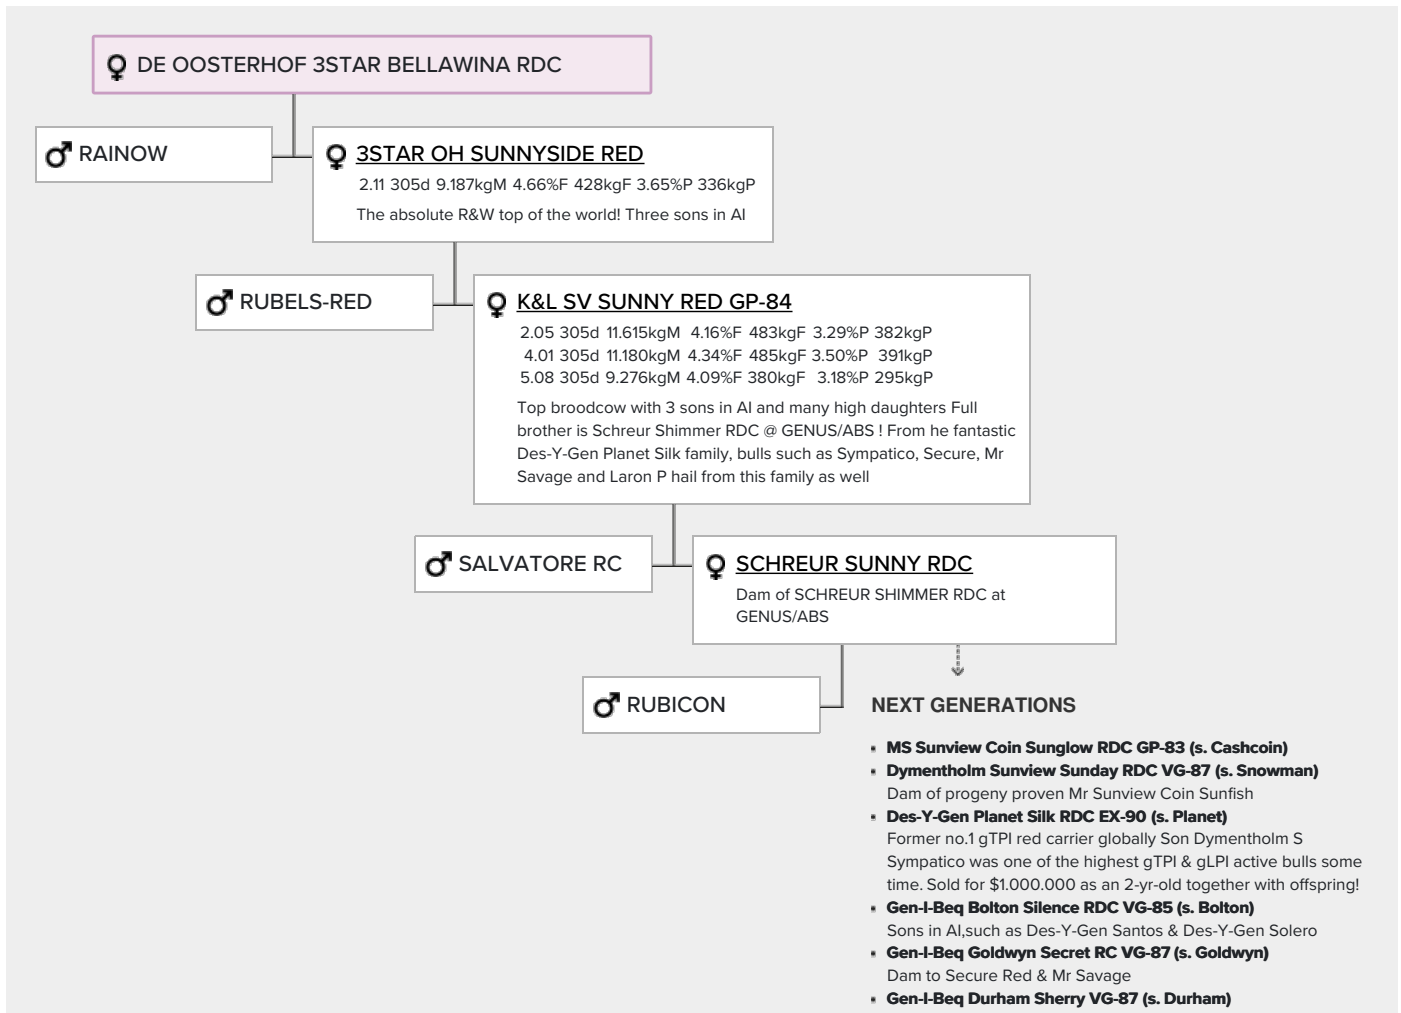 DE OOSTERHOF 3STAR BELLAWINA RDC
RAINOW
3STAR OH SUNNYSIDE RED
2.11 305d 9.187kgM 4.66%F 428kgF 3.65%P 336kgP
The absolute R&W top of the world! Three sons in AI
RUBELS-RED
K&L SV SUNNY RED GP-84
2.05 305d 11.615kgM 4.16%F 483kgF 3.29%P 382kgP
4.01 305d 11.180kgM 4.34%F 485kgF 3.50%P 391kgP
5.08 305d 9.276kgM 4.09%F 380kgF 3.18%P 295kgP
Top broodcow with 3 sons in AI and many high daughters Full
brother is Schreur Shimmer RDC @ GENUS/ABS ! From he fantastic
Des-Y-Gen Planet Silk family, bulls such as Sympatico, Secure, Mr
Savage and Laron P hail from this family as well
SALVATORE RC
SCHREUR SUNNY RDC
Dam of SCHREUR SHIMMER RDC at
GENUS/ABS
RUBICON
NEXT GENERATIONS
MS Sunview Coin Sunglow RDC GP-83 (s. Cashcoin)
Dymentholm Sunview Sunday RDC VG-87 (s. Snowman)
Dam of progeny proven Mr Sunview Coin Sunfish
Des-Y-Gen Planet Silk RDC EX-90 (s. Planet)
Former no.1 gTPI red carrier globally Son Dymentholm S
Sympatico was one of the highest gTPI & gLPI active bulls some
time. Sold for $1.000.000 as an 2-yr-old together with offspring!
Gen-I-Beq Bolton Silence RDC VG-85 (s. Bolton)
Sons in AI,such as Des-Y-Gen Santos & Des-Y-Gen Solero
Gen-I-Beq Goldwyn Secret RC VG-87 (s. Goldwyn)
Dam to Secure Red & Mr Savage
Gen-I-Beq Durham Sherry VG-87 (s. Durham)